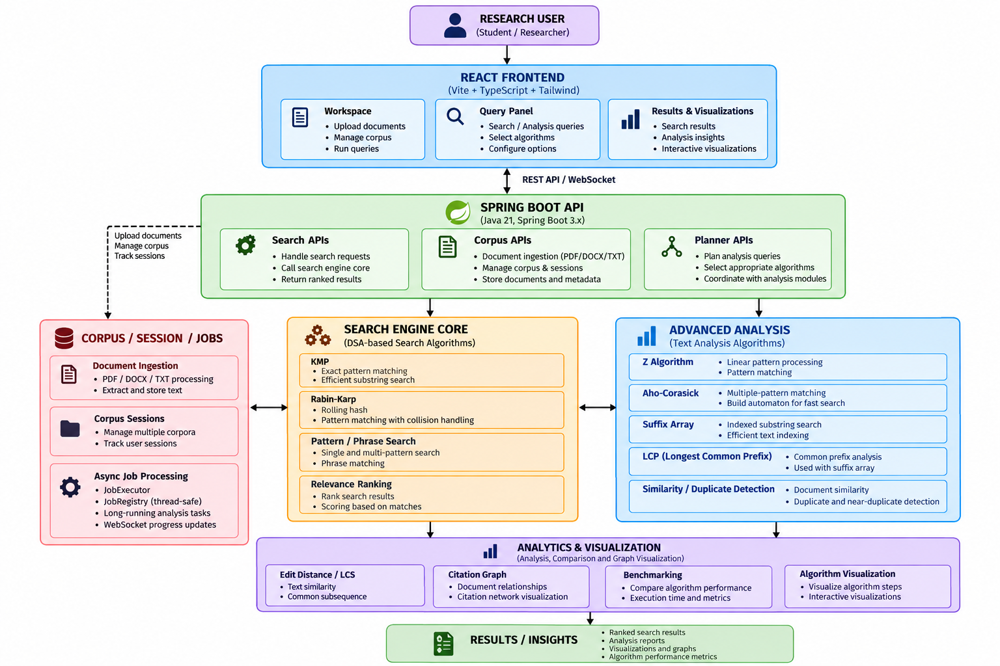 RESEARCH USER
(Student / Researcher)
REACT FRONTEND
(Vite + TypeScript + Tailwind)
Workspace
• Upload documents
• Manage corpus
• Run queries
Query Panel
• Search / Analysis queries
• Select algorithms
• Configure options
Results & Visualizations
• Search results
• Analysis insights
• Interactive visualizations
REST API / WebSocket
SPRING BOOT API
(Java 21, Spring Boot 3.x)
Search APIs
• Handle search requests
• Call search engine core
• Return ranked results
Corpus APIs
• Document ingestion (PDF/DOCX/TXT)
• Manage corpus & sessions
• Store documents and metadata
Planner APIs
• Plan analysis queries
• Select appropriate algorithms
• Coordinate with analysis modules
Upload documents
Manage corpus
Track sessions
CORPUS / SESSION / JOBS
Document Ingestion
• PDF / DOCX / TXT processing
• Extract and store text
Corpus Sessions
• Manage multiple corpora
• Track user sessions
Async Job Processing
• JobExecutor
• JobRegistry (thread-safe)
• Long-running analysis tasks
• WebSocket progress updates
SEARCH ENGINE CORE
(DSA-based Search Algorithms)
KMP
• Exact pattern matching
• Efficient substring search
Rabin-Karp
• Rolling hash
• Pattern matching with collision handling
Pattern / Phrase Search
• Single and multi-pattern search
• Phrase matching
Relevance Ranking
• Rank search results
• Scoring based on matches
ADVANCED ANALYSIS
(Text Analysis Algorithms)
Z Algorithm
• Linear pattern processing
• Pattern matching
Aho-Corasick
• Multiple-pattern matching
• Build automaton for fast search
Suffix Array
• Indexed substring search
• Efficient text indexing
LCP (Longest Common Prefix)
• Common prefix analysis
• Used with suffix array
Similarity / Duplicate Detection
• Document similarity
• Duplicate and near-duplicate detection
ANALYTICS & VISUALIZATION
(Analysis, Comparison and Graph Visualization)
Edit Distance / LCS
• Text similarity
• Common subsequence
Citation Graph
• Document relationships
• Citation network visualization
Benchmarking
• Compare algorithm performance
• Execution time and metrics
Algorithm Visualization
• Visualize algorithm steps
• Interactive visualizations
RESULTS / INSIGHTS
• Ranked search results
• Analysis reports
• Visualizations and graphs
• Algorithm performance metrics